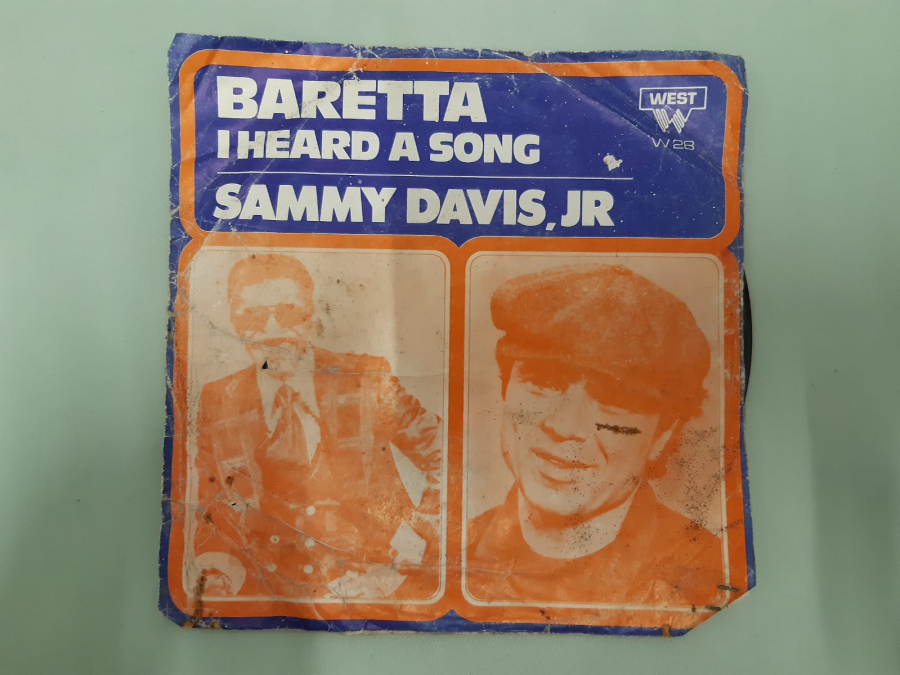 BARETTA
I HEARD A SONG
SAMMY DAVIS, JR
WEST
W 28